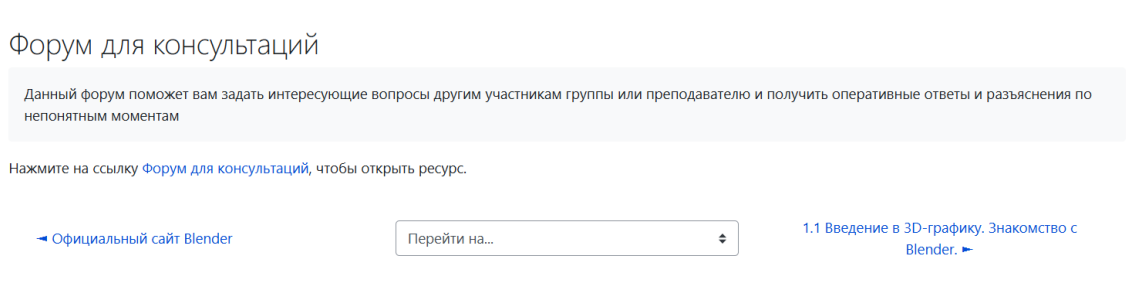 Форум для консультаций
Данный форум поможет вам задать интересующие вопросы другим участникам группы или преподавателю и получить оперативные ответы и разъяснения по
непонятным моментам
Нажмите на ссылку Форум для консультаций, чтобы открыть ресурс.
◄ Официальный сайт Blender
Перейти на...
1.1 Введение в 3D-графику. Знакомство с
Blender. ►